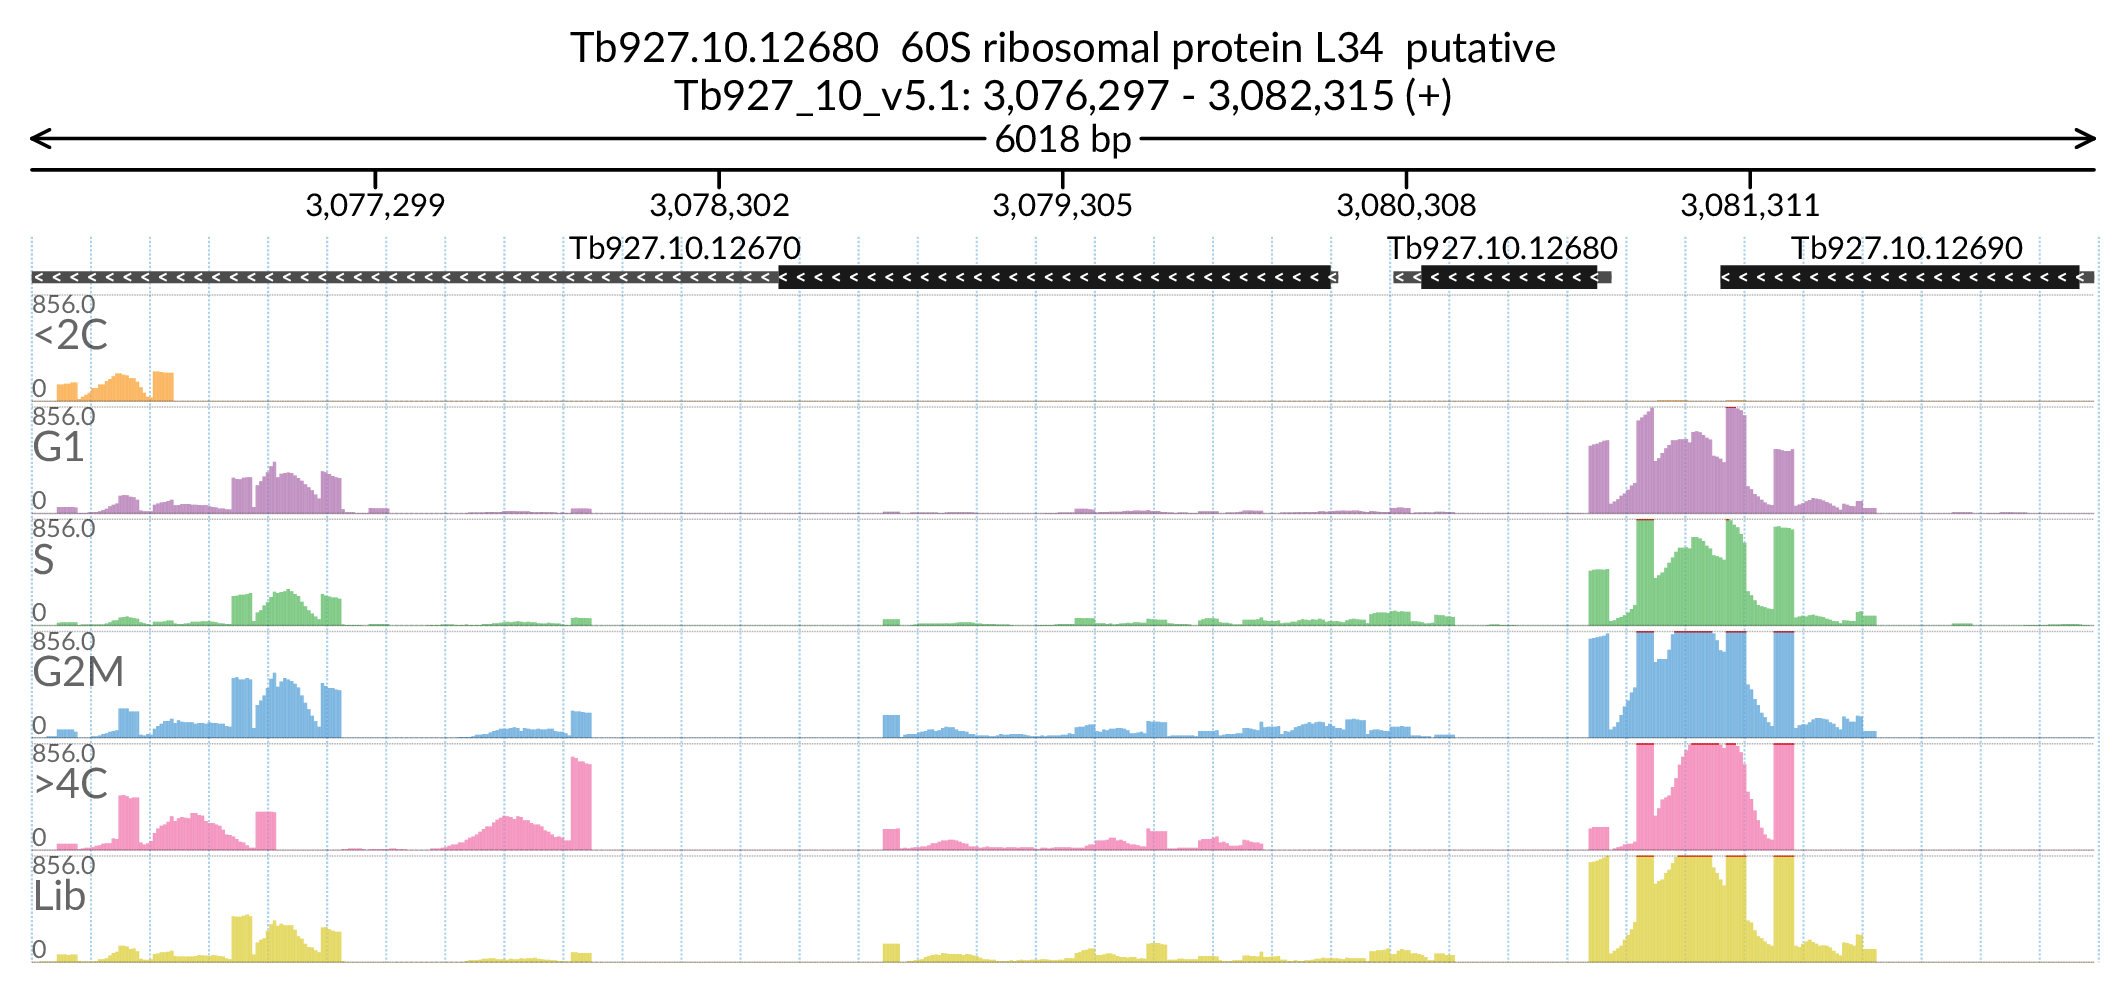 Tb927.10.12680  60S ribosomal protein L34  putative
Tb927_10_v5.1: 3,076,297 - 3,082,315 (+)
6018 bp
3,077,299 3,078,302 3,079,305 3,080,308 3,081,311
Tb927.10.12670 Tb927.10.12680 Tb927.10.12690
856.0
<2C
0
856.0
G1
0
856.0
S
0
856.0
G2M
0
856.0
>4C
0
856.0
Lib
0